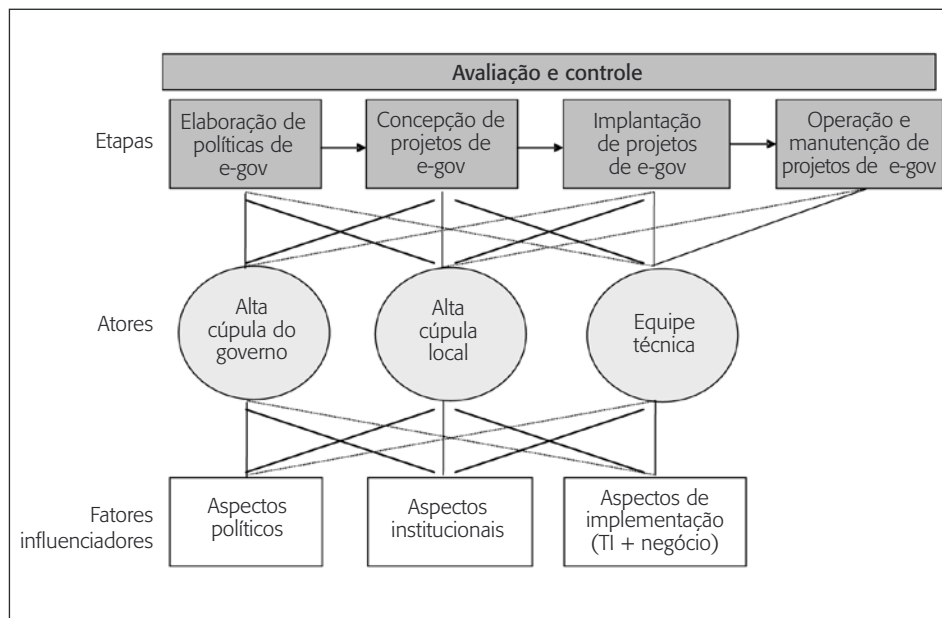 Avaliação e controle
Etapas
Elaboração de
políticas de
e-gov
Concepção de
projetos de
e-gov
Implantação
de projetos
de e-gov
Operação e
manutenção de
projetos de e-gov
Atores
Alta
cúpula do
governo
Alta
cúpula
local
Equipe
técnica
Fatores
influenciadores
Aspectos
políticos
Aspectos
institucionais
Aspectos de
implementação
(TI + negócio)